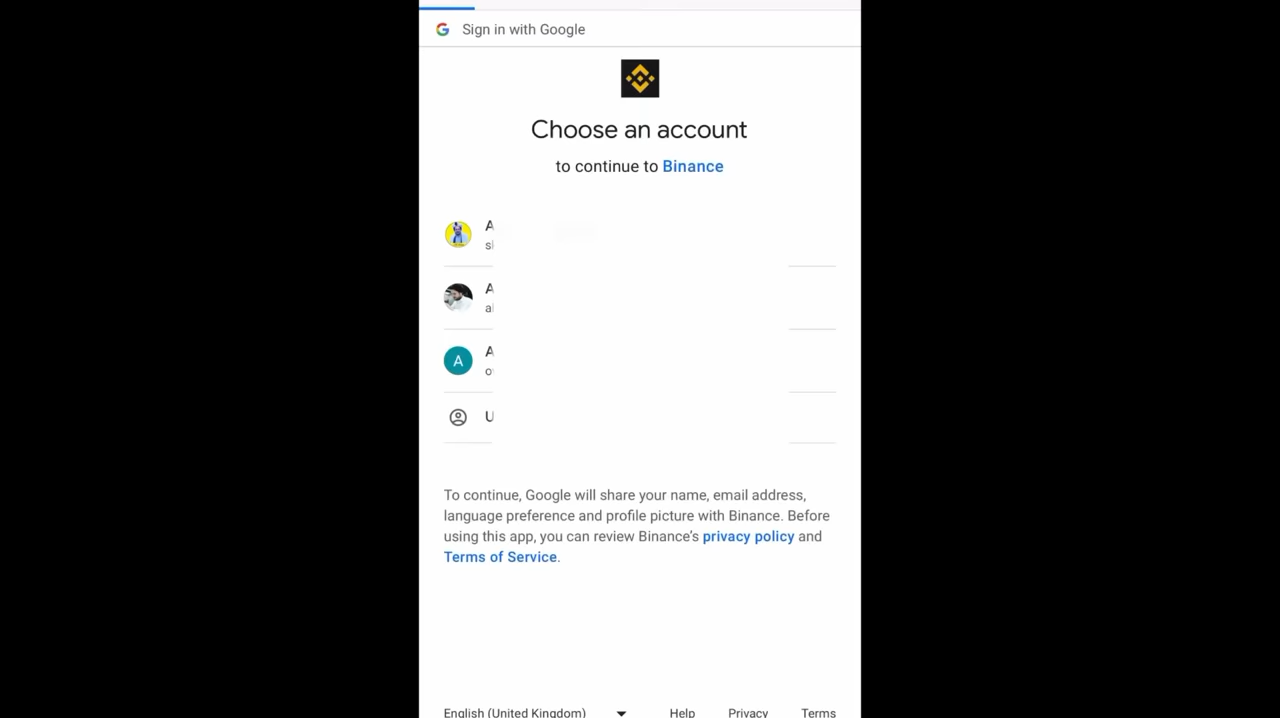 Sign in with Google
Choose an account
to continue to Binance
A
sl
A
al
A
A
o
U
To continue, Google will share your name, email address,
language preference and profile picture with Binance. Before
using this app, you can review Binance's privacy policy and
Terms of Service.
English (United Kingdom)
Help
Privacy
Terms